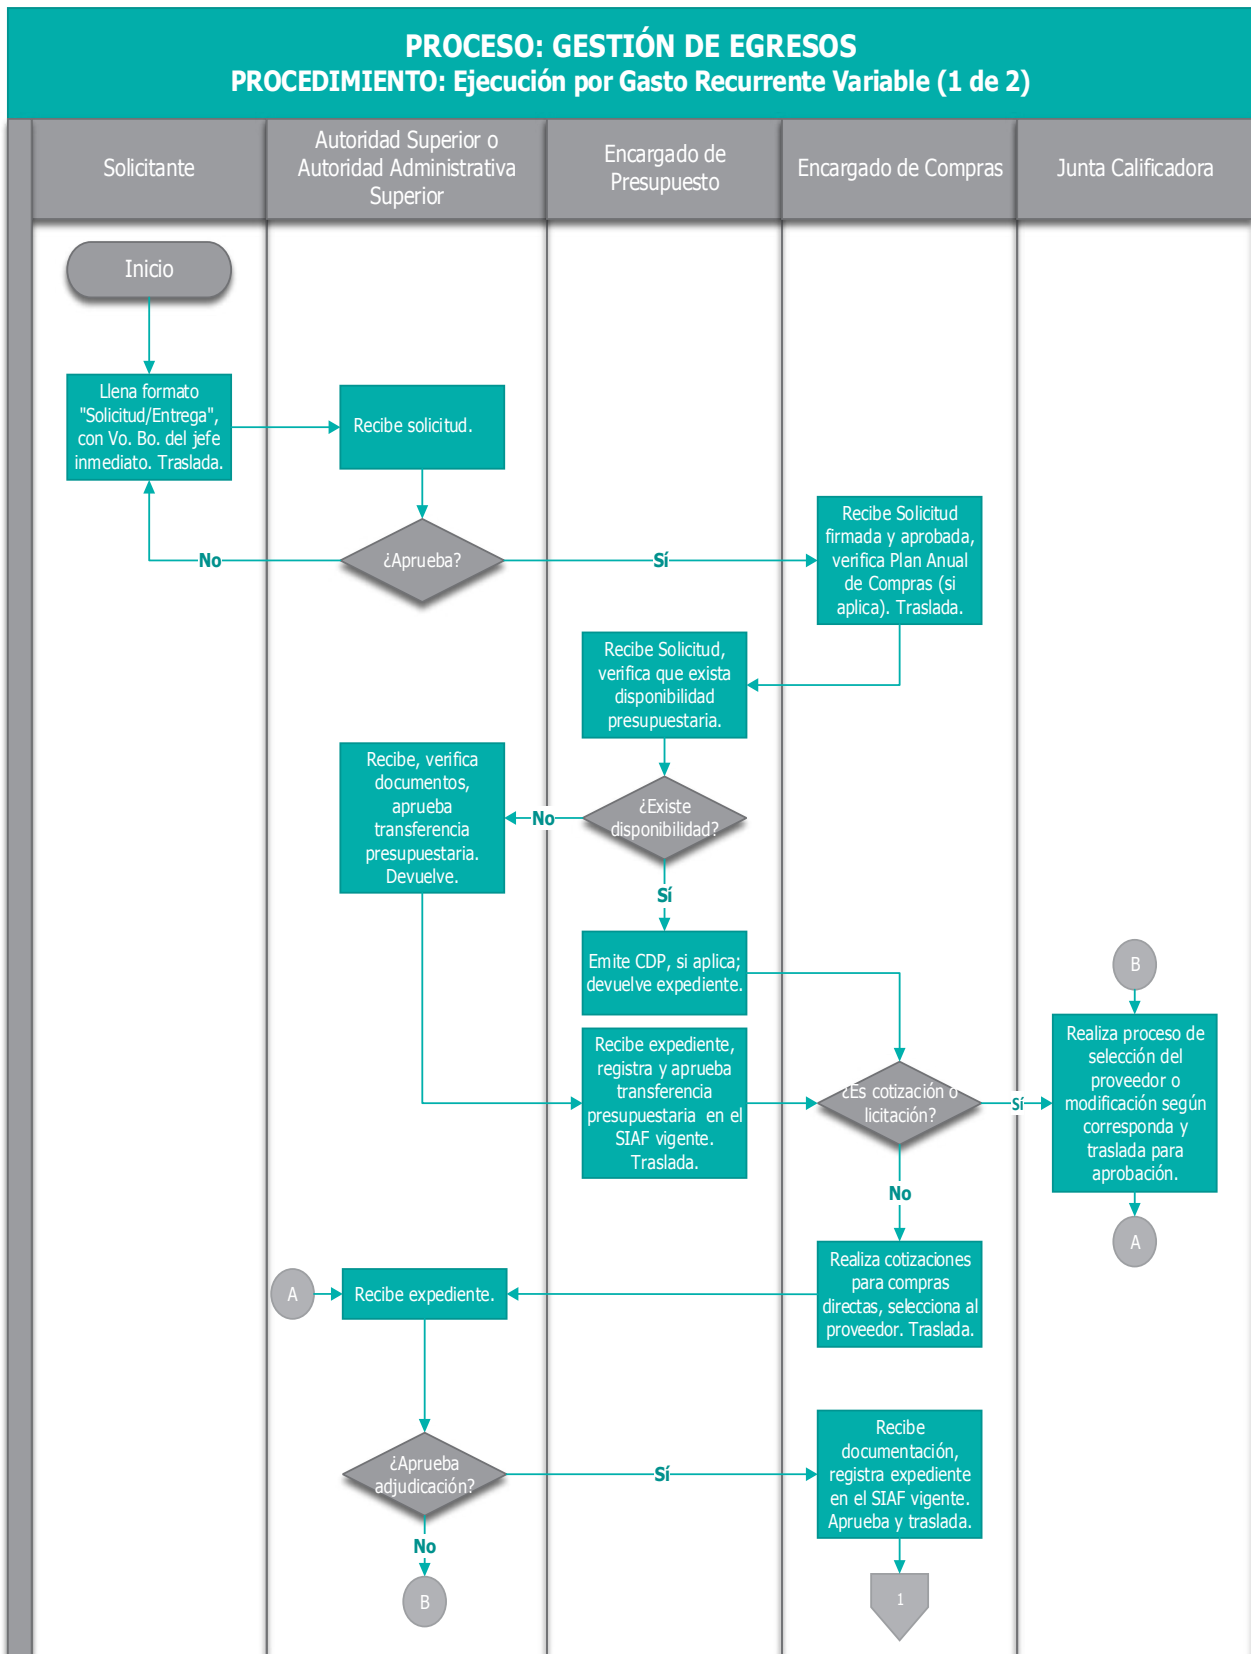 PROCESO: GESTIÓN DE EGRESOS
PROCEDIMIENTO: Ejecución por Gasto Recurrente Variable (1 de 2)
Solicitante
Autoridad Superior o
Autoridad Administrativa
Superior
Encargado de
Presupuesto
Encargado de Compras
Junta Calificadora
Inicio
Llena formato
"Solicitud/Entrega",
con Vo. Bo. del jefe
inmediato. Traslada.
Recibe solicitud.
¿Aprueba?
No
Sí
Recibe Solicitud
firmada y aprobada,
verifica Plan Anual
de Compras (si
aplica). Traslada.
Recibe Solicitud,
verifica que exista
disponibilidad
presupuestaria.
¿Existe
disponibilidad?
No
Recibe, verifica
documentos,
aprueba
transferencia
presupuestaria.
Devuelve.
Sí
Emite CDP, si aplica;
devuelve expediente.
Recibe expediente,
registra y aprueba
transferencia
presupuestaria en el
SIAF vigente.
Traslada.
¿Es cotización o
licitación?
Sí
B
Realiza proceso de
selección del
proveedor o
modificación según
corresponda y
traslada para
aprobación.
A
No
Realiza cotizaciones
para compras
directas, selecciona al
proveedor. Traslada.
A
Recibe expediente.
¿Aprueba
adjudicación?
Sí
Recibe
documentación,
registra expediente
en el SIAF vigente.
Aprueba y traslada.
No
B
1